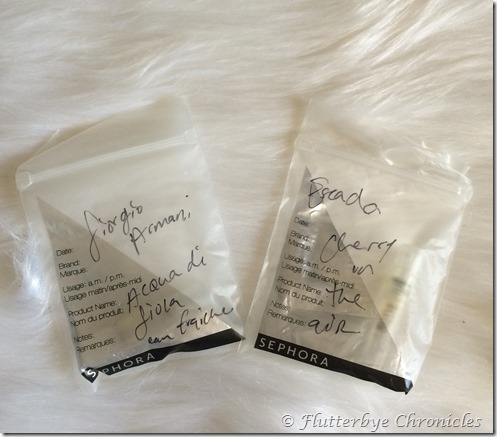 Giorgio
Armani
Date:
Brand:
Marque:
Usage: a.m. / p.m.
Usage matin/après-midi
Product Name: Acqua di
Nom du produit: Gioia
Notes: eau fraiche
Remarques:
SEPHORA
Escada
Date:
Brand: Cherry
Marque: in
Usage: a.m. / p.m.
Usage matin/après-midi
Product Name: the
Nom du produit:
Notes: air
Remarques:
SEPHORA
© Flutterbye Chronicles